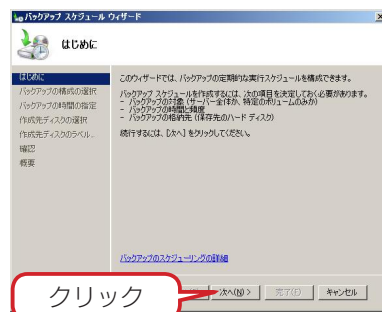 バックアップ スケジュール ウィザード
はじめに
はじめに
バックアップの構成の選択
バックアップの時間の指定
作成先ディスクの選択
作成先ディスクのラベル...
確認
概要
このウィザードでは、バックアップの定期的な実行スケジュールを構成できます。
バックアップ スケジュールを作成するには、次の項目を決定しておく必要があります。
- バックアップの対象 (サーバー全体か、特定のボリュームのみか)
- バックアップの時間と頻度
- バックアップの格納先 (保存先のハード ディスク)
続行するには、[次へ] をクリックしてください。
バックアップのスケジューリングの詳細
クリック
次へ(N) >
完了(F)
キャンセル